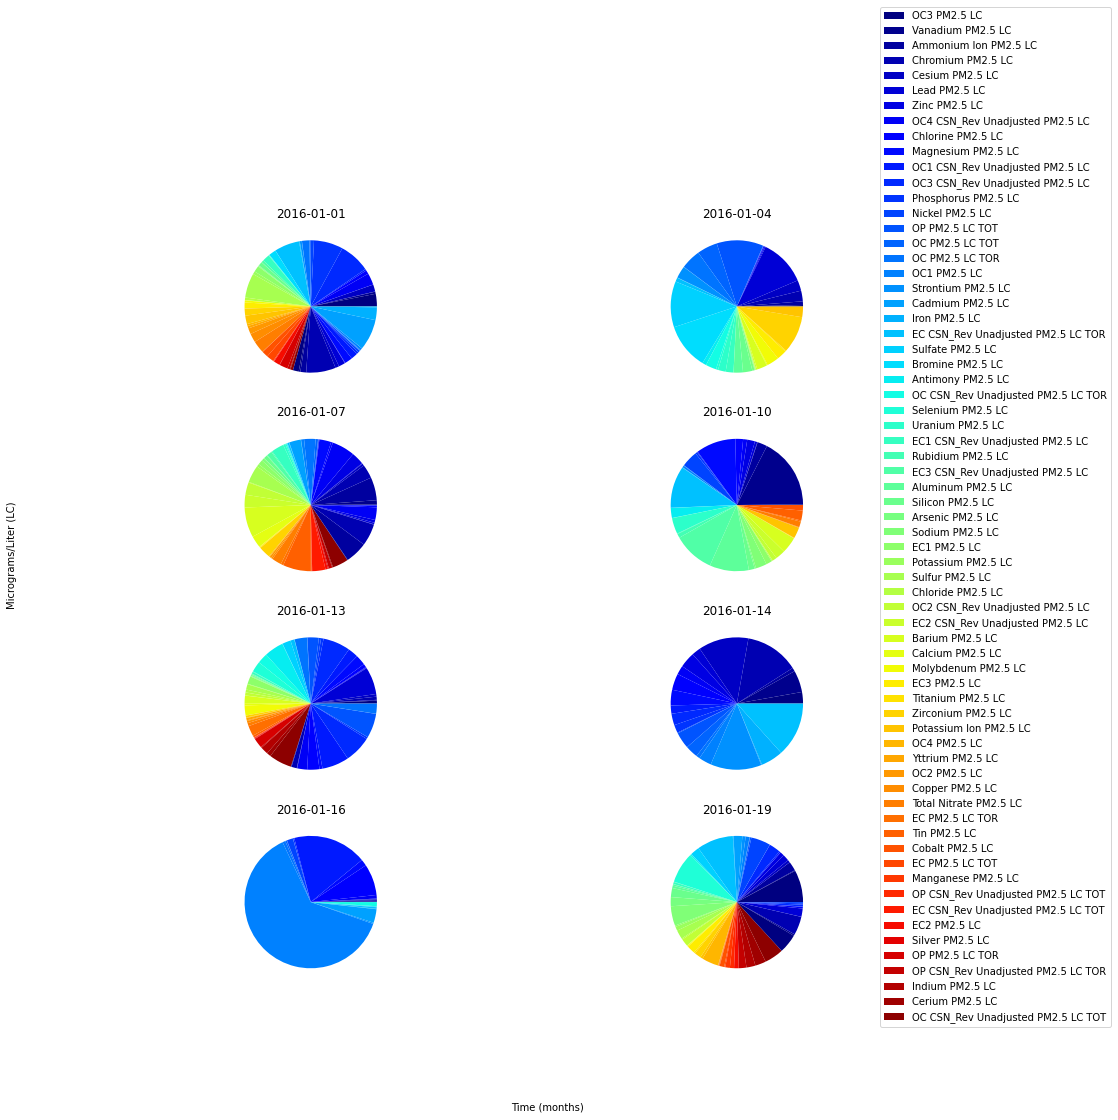 2016-01-01
2016-01-04
2016-01-07
2016-01-10
2016-01-13
2016-01-14
2016-01-16
2016-01-19
Micrograms/Liter (LC)
Time (months)
OC3 PM2.5 LC
Vanadium PM2.5 LC
Ammonium Ion PM2.5 LC
Chromium PM2.5 LC
Cesium PM2.5 LC
Lead PM2.5 LC
Zinc PM2.5 LC
OC4 CSN_Rev Unadjusted PM2.5 LC
Chlorine PM2.5 LC
Magnesium PM2.5 LC
OC1 CSN_Rev Unadjusted PM2.5 LC
OC3 CSN_Rev Unadjusted PM2.5 LC
Phosphorus PM2.5 LC
Nickel PM2.5 LC
OP PM2.5 LC TOT
OC PM2.5 LC TOT
OC PM2.5 LC TOR
OC1 PM2.5 LC
Strontium PM2.5 LC
Cadmium PM2.5 LC
Iron PM2.5 LC
EC CSN_Rev Unadjusted PM2.5 LC TOR
Sulfate PM2.5 LC
Bromine PM2.5 LC
Antimony PM2.5 LC
OC CSN_Rev Unadjusted PM2.5 LC TOR
Selenium PM2.5 LC
Uranium PM2.5 LC
EC1 CSN_Rev Unadjusted PM2.5 LC
Rubidium PM2.5 LC
EC3 CSN_Rev Unadjusted PM2.5 LC
Aluminum PM2.5 LC
Silicon PM2.5 LC
Arsenic PM2.5 LC
Sodium PM2.5 LC
EC1 PM2.5 LC
Potassium PM2.5 LC
Sulfur PM2.5 LC
Chloride PM2.5 LC
OC2 CSN_Rev Unadjusted PM2.5 LC
EC2 CSN_Rev Unadjusted PM2.5 LC
Barium PM2.5 LC
Calcium PM2.5 LC
Molybdenum PM2.5 LC
EC3 PM2.5 LC
Titanium PM2.5 LC
Zirconium PM2.5 LC
Potassium Ion PM2.5 LC
OC4 PM2.5 LC
Yttrium PM2.5 LC
OC2 PM2.5 LC
Copper PM2.5 LC
Total Nitrate PM2.5 LC
EC PM2.5 LC TOR
Tin PM2.5 LC
Cobalt PM2.5 LC
EC PM2.5 LC TOT
Manganese PM2.5 LC
OP CSN_Rev Unadjusted PM2.5 LC TOT
EC CSN_Rev Unadjusted PM2.5 LC TOT
EC2 PM2.5 LC
Silver PM2.5 LC
OP PM2.5 LC TOR
OP CSN_Rev Unadjusted PM2.5 LC TOR
Indium PM2.5 LC
Cerium PM2.5 LC
OC CSN_Rev Unadjusted PM2.5 LC TOT